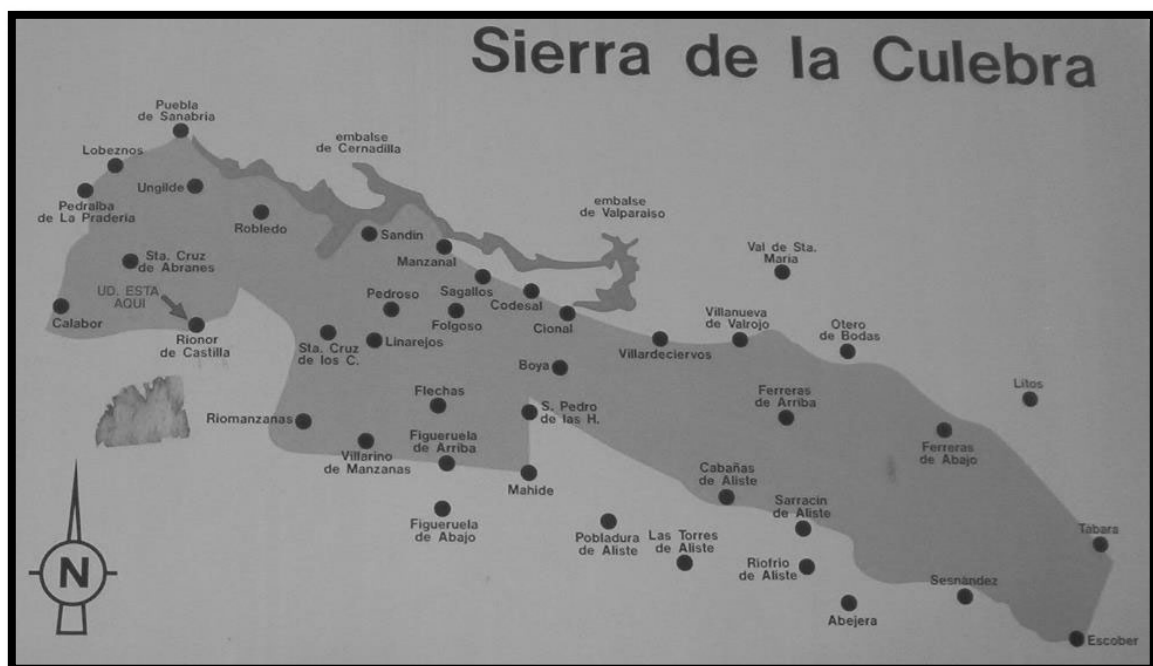 Sierra de la Culebra
Puebla
de Sanabria
embalse
de Cernadilla
Lobeznos
Ungilde
Pedralba
de La Praderia
Robledo
embalse
de Valparaiso
Sandin
Manzanal
Val de Sta.
Maria
Sta. Cruz
de Abranes
UD. ESTA
AQUI
Calabor
Rionor
de Castilla
Pedroso
Sagallos
Folgoso
Codesal
Cional
Sta. Cruz
de los C.
Linarejos
Villardeciervos
Villanueva
de Valrojo
Otero
de Bodas
Boya
Litos
Flechas
Ferreras
de Arriba
Riomanzanas
S. Pedro
de las H.
Ferreras
de Abajo
Villarino
de Manzanas
Figueruela
de Arriba
Mahide
Cabañas
de Aliste
Figueruela
de Abajo
Sarracin
de Aliste
Pobladura
de Aliste
Las Torres
de Aliste
Tabara
Riofrio
de Aliste
Sesnandez
Abejera
Escober
N